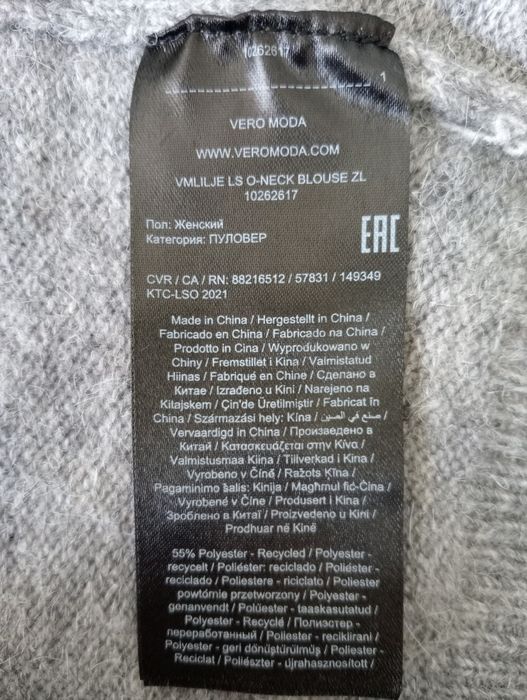 10262617
1
VERO MODA
WWW.VEROMODA.COM
VMLILJE LS O-NECK BLOUSE ZL
10262617
Пол: Женский
Категория: ПУЛОВЕР
EAC
CVR / CA / RN: 88216512 / 57831 / 149349
KTC-LSO 2021
Made in China / Hergestellt in China /
Fabricado en China / Fabricado na China /
Prodotto in Cina / Wyprodukowano w
Chiny / Fremstillet i Kina / Valmistatud
Hiinas / Fabriqué en Chine / Сделано в
Китае / Izrađeno u Kini / Narejeno na
Kitajskem / Çin'de Üretilmiştir / Fabricat în
China / Származási hely: Kína / صنع في الصين /
Vervaardigd in China / Произведено в
Китай / Κατασκευάζεται στην Κίνα /
Valmistusmaa Kiina / Tillverkad i Kina /
Vyrobeno v Číně / Ražots Ķīna /
Pagaminimo šalis: Kinija / Magħmul fiċ-Ċina /
Vyrobené v Číne / Produsert i Kina /
Зроблено в Китаї / Proizvedeno u Kini /
Prodhuar në Kinë
55% Polyester - Recycled / Polyester -
recycelt / Poliéster: reciclado / Poliéster -
reciclado / Poliestere - riciclato / Polyester
powtórnie przetworzony / Polyester -
genanvendt / Polüester - taaskasutatud /
Polyester - Recyclé / Полиэстер -
переработанный / Poliester - reciklirani /
Polyester - geri dönüştürülmüş / Poliester -
Reciclat / Poliészter - újrahasznosított /